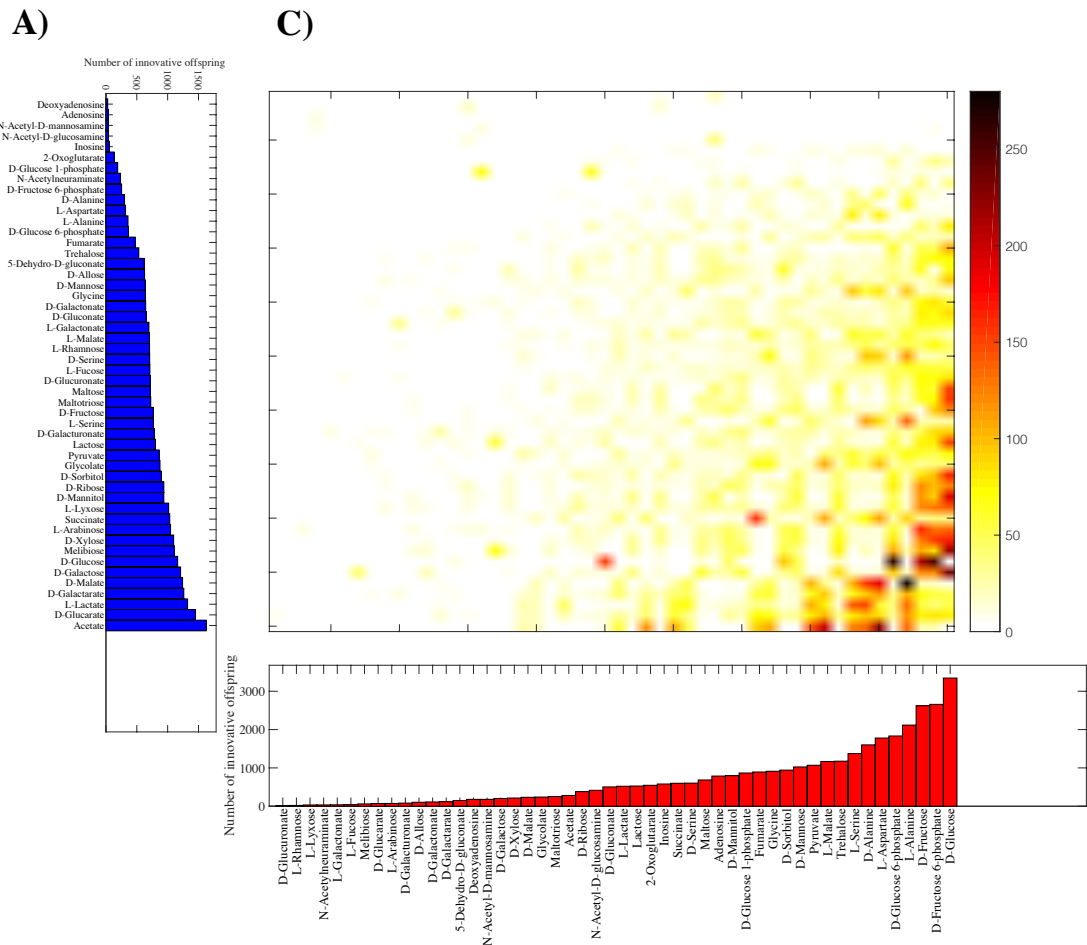 A)
C)
Number of innovative offspring
0 500 1000 1500
Deoxyadenosine
Adenosine
N-Acetyl-D-mannosamine
N-Acetyl-D-glucosamine
Inosine
2-Oxoglutarate
D-Glucose 1-phosphate
N-Acetylneuraminate
D-Fructose 6-phosphate
D-Alanine
L-Aspartate
L-Alanine
D-Glucose 6-phosphate
Fumarate
Trehalose
5-Dehydro-D-gluconate
D-Allose
D-Mannose
Glycine
D-Galactonate
D-Gluconate
L-Galactonate
L-Malate
L-Rhamnose
D-Serine
L-Fucose
D-Glucuronate
Maltose
Maltotriose
D-Fructose
L-Serine
D-Galacturonate
Lactose
Pyruvate
Glycolate
D-Sorbitol
D-Ribose
D-Mannitol
L-Lyxose
Succinate
L-Arabinose
D-Xylose
Melibiose
D-Glucose
D-Galactose
D-Malate
D-Galactarate
L-Lactate
D-Glucarate
Acetate
250
200
150
100
50
0
Number of innovative offspring
3000
2000
1000
0
D-Glucuronate
L-Rhamnose
L-Lyxose
N-Acetylneuraminate
L-Galactonate
L-Fucose
Melibiose
D-Glucarate
L-Arabinose
D-Galacturonate
D-Allose
D-Galactonate
D-Galactarate
5-Dehydro-D-gluconate
Deoxyadenosine
N-Acetyl-D-mannosamine
D-Galactose
D-Xylose
D-Malate
Glycolate
Maltotriose
Acetate
D-Ribose
N-Acetyl-D-glucosamine
D-Gluconate
L-Lactate
Lactose
2-Oxoglutarate
Inosine
Succinate
D-Serine
Maltose
Adenosine
D-Mannitol
D-Glucose 1-phosphate
Fumarate
Glycine
D-Sorbitol
D-Mannose
Pyruvate
L-Malate
Trehalose
L-Serine
D-Alanine
L-Aspartate
D-Glucose 6-phosphate
L-Alanine
D-Fructose
D-Fructose 6-phosphate
D-Glucose